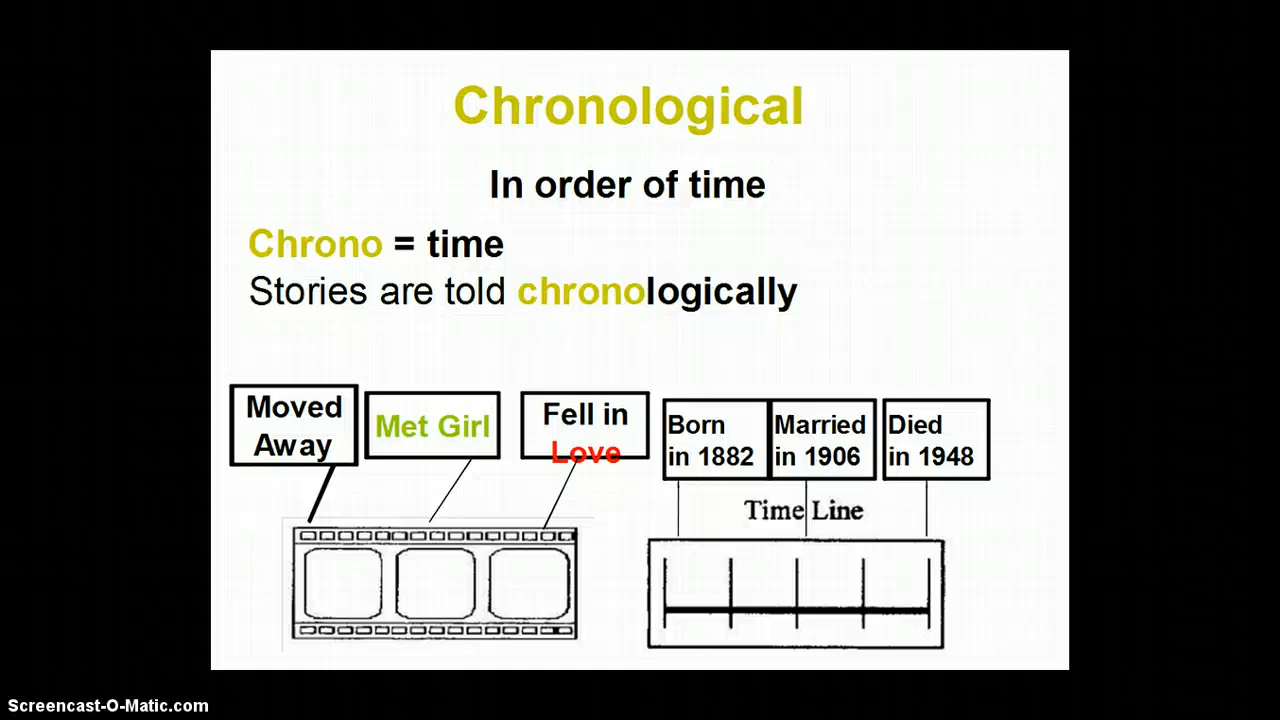 Chronological
In order of time
Chrono = time
Stories are told chronologically
Moved
Away
Met Girl
Fell in
Love
Born
in 1882
Married
in 1906
Died
in 1948
Time Line
Screencast-O-Matic.com